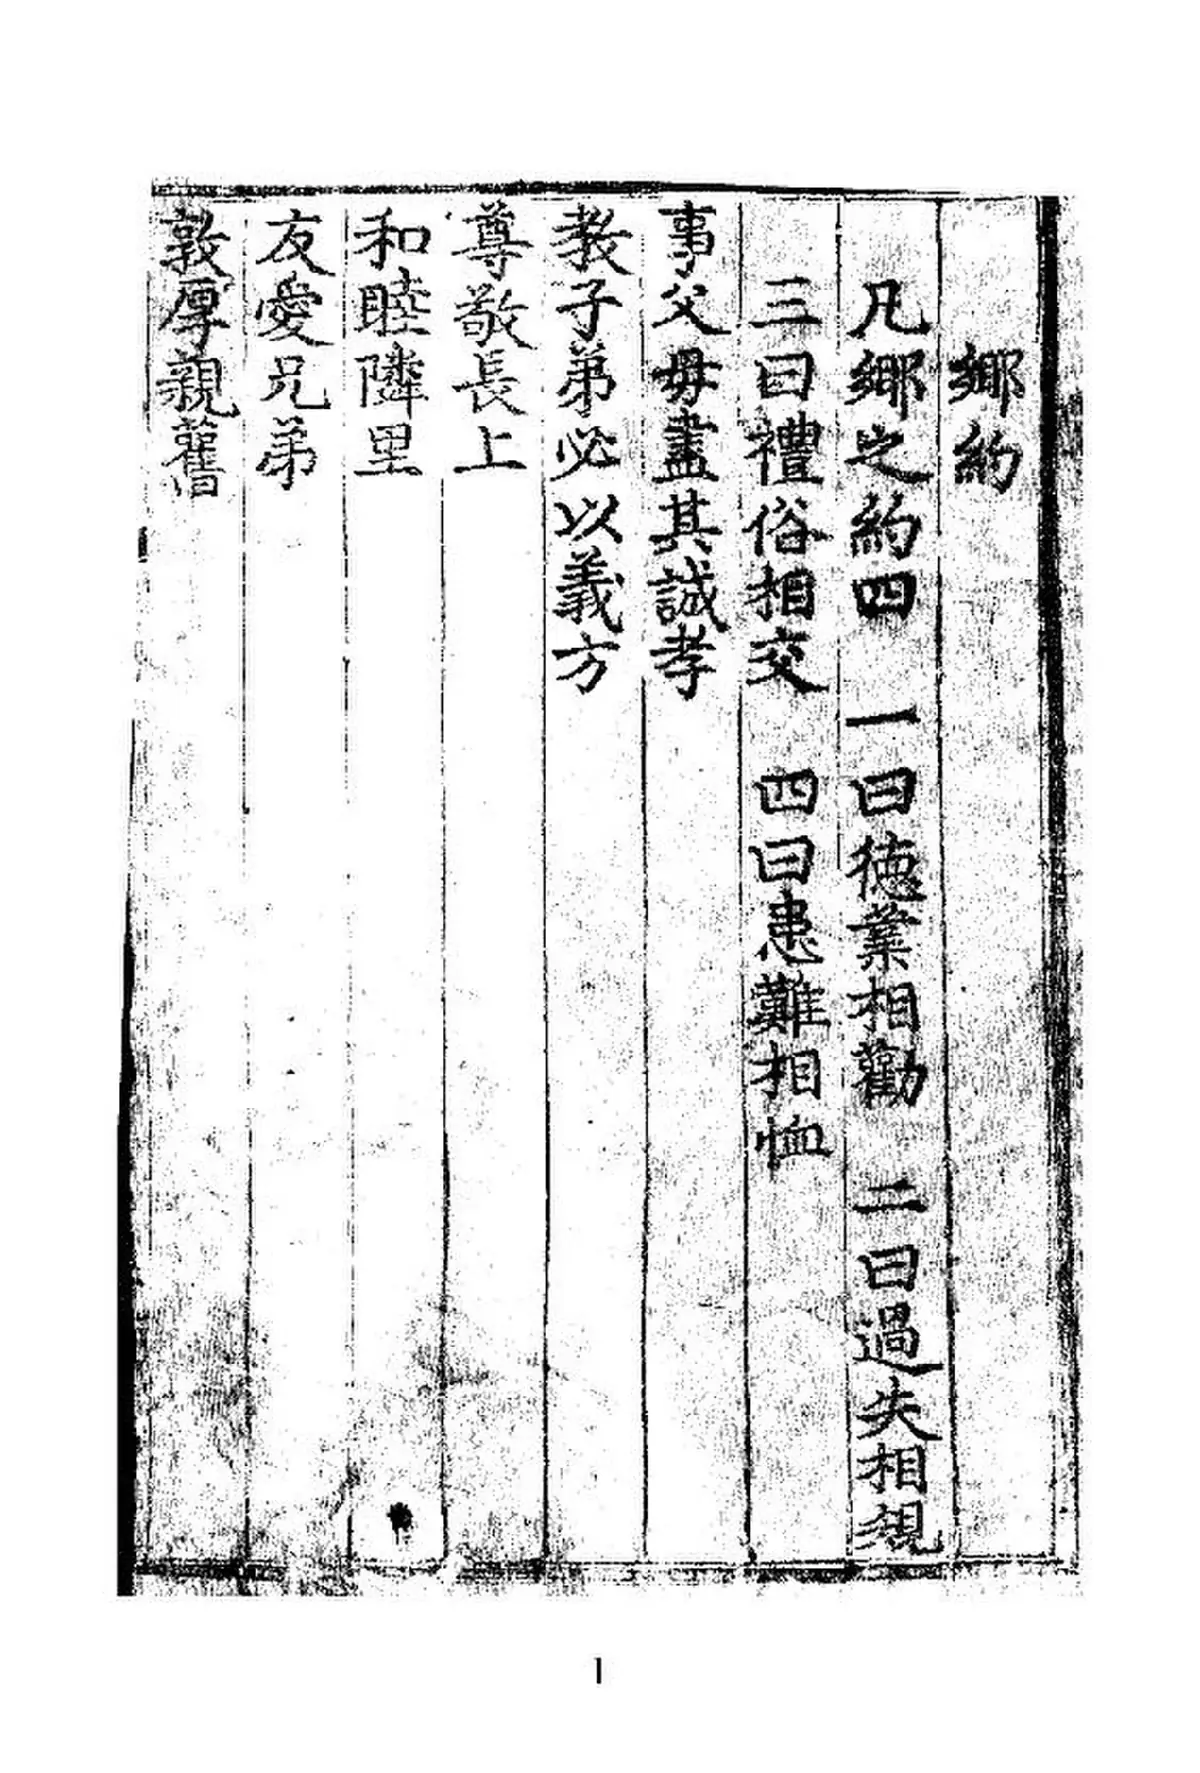 鄕約
凡鄕之約四 一曰德業相勸 二曰過失相規
三曰禮俗相交 四曰患難相恤
事父母盡其誠孝
敎子弟必以義方
尊敬長上
和睦隣里
友愛兄弟
敦厚親舊
1